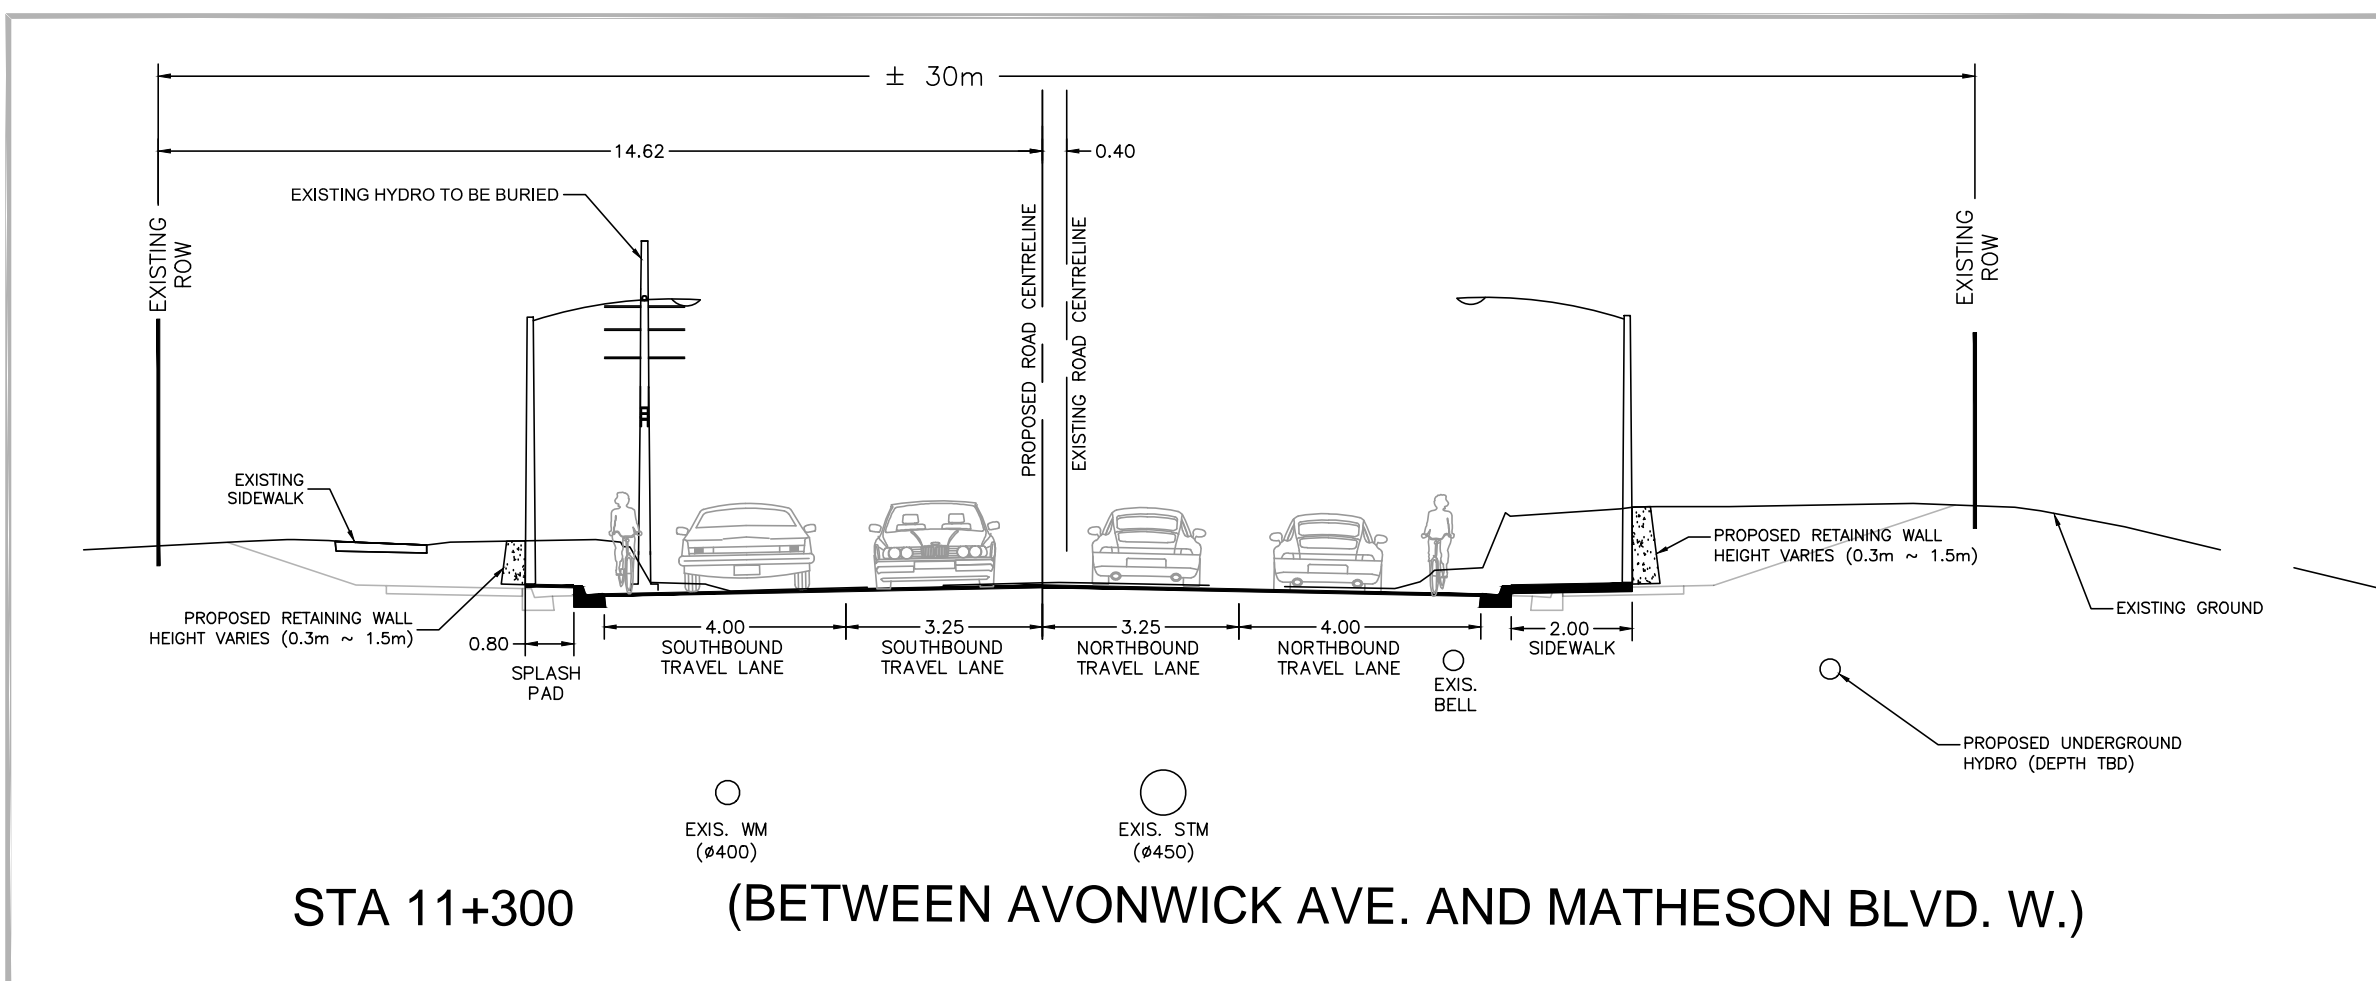 ± 30m
14.62
0.40
EXISTING HYDRO TO BE BURIED
EXISTING
ROW
PROPOSED ROAD CENTRELINE
EXISTING ROAD CENTRELINE
EXISTING
ROW
EXISTING
SIDEWALK
PROPOSED RETAINING WALL
HEIGHT VARIES (0.3m ~ 1.5m)
PROPOSED RETAINING WALL
HEIGHT VARIES (0.3m ~ 1.5m)
EXISTING GROUND
0.80
SPLASH
PAD
4.00
SOUTHBOUND
TRAVEL LANE
3.25
SOUTHBOUND
TRAVEL LANE
3.25
NORTHBOUND
TRAVEL LANE
4.00
NORTHBOUND
TRAVEL LANE
2.00
SIDEWALK
EXIS.
BELL
PROPOSED UNDERGROUND
HYDRO (DEPTH TBD)
EXIS. WM
(ø400)
EXIS. STM
(ø450)
STA 11+300 (BETWEEN AVONWICK AVE. AND MATHESON BLVD. W.)